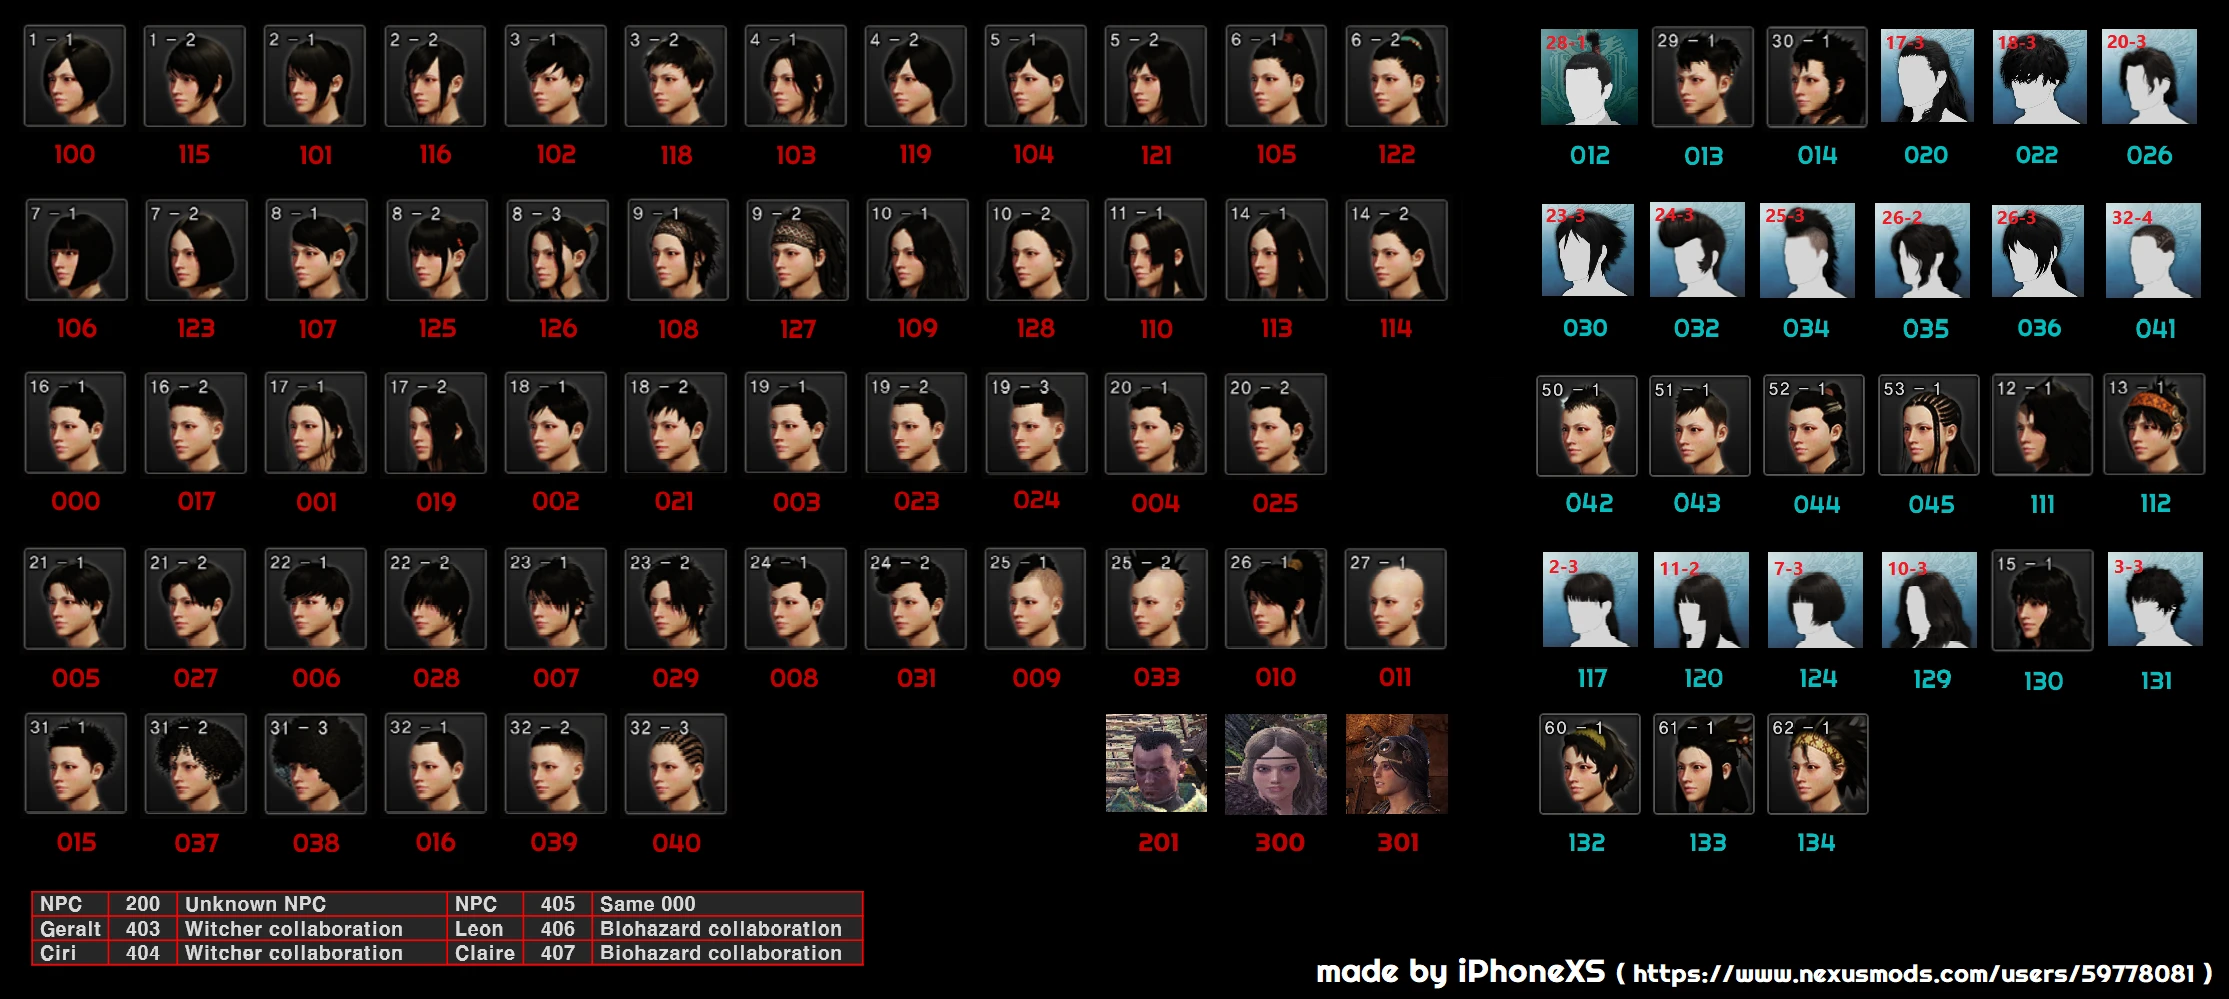 1 - 1 1 - 2 2 - 1 2 - 2 3 - 1 3 - 2 4 - 1 4 - 2 5 - 1 5 - 2 6 - 1 6 - 2 28-1 29 - 1 30 - 1 17-3 18-3 20-3
100 115 101 116 102 118 103 119 104 121 105 122 012 013 014 020 022 026
7 - 1 7 - 2 8 - 1 8 - 2 8 - 3 9 - 1 9 - 2 10 - 1 10 - 2 11 - 1 14 - 1 14 - 2 23-3 24-3 25-3 26-2 26-3 32-4
106 123 107 125 126 108 127 109 128 110 113 114 030 032 034 035 036 041
16 - 1 16 - 2 17 - 1 17 - 2 18 - 1 18 - 2 19 - 1 19 - 2 19 - 3 20 - 1 20 - 2 50 - 1 51 - 1 52 - 1 53 - 1 12 - 1 13 - 1
000 017 001 019 002 021 003 023 024 004 025 042 043 044 045 111 112
21 - 1 21 - 2 22 - 1 22 - 2 23 - 1 23 - 2 24 - 1 24 - 2 25 - 1 25 - 2 26 - 1 27 - 1 2-3 11-2 7-3 10-3 15 - 1 3-3
005 027 006 028 007 029 008 031 009 033 010 011 117 120 124 129 130 131
31 - 1 31 - 2 31 - 3 32 - 1 32 - 2 32 - 3 60 - 1 61 - 1 62 - 1
015 037 038 016 039 040 201 300 301 132 133 134
NPC 200 Unknown NPC NPC 405 Same 000
Geralt 403 Witcher collaboration Leon 406 Biohazard collaboration
Ciri 404 Witcher collaboration Claire 407 Biohazard collaboration
made by iPhoneXS ( https://www.nexusmods.com/users/59778081 )